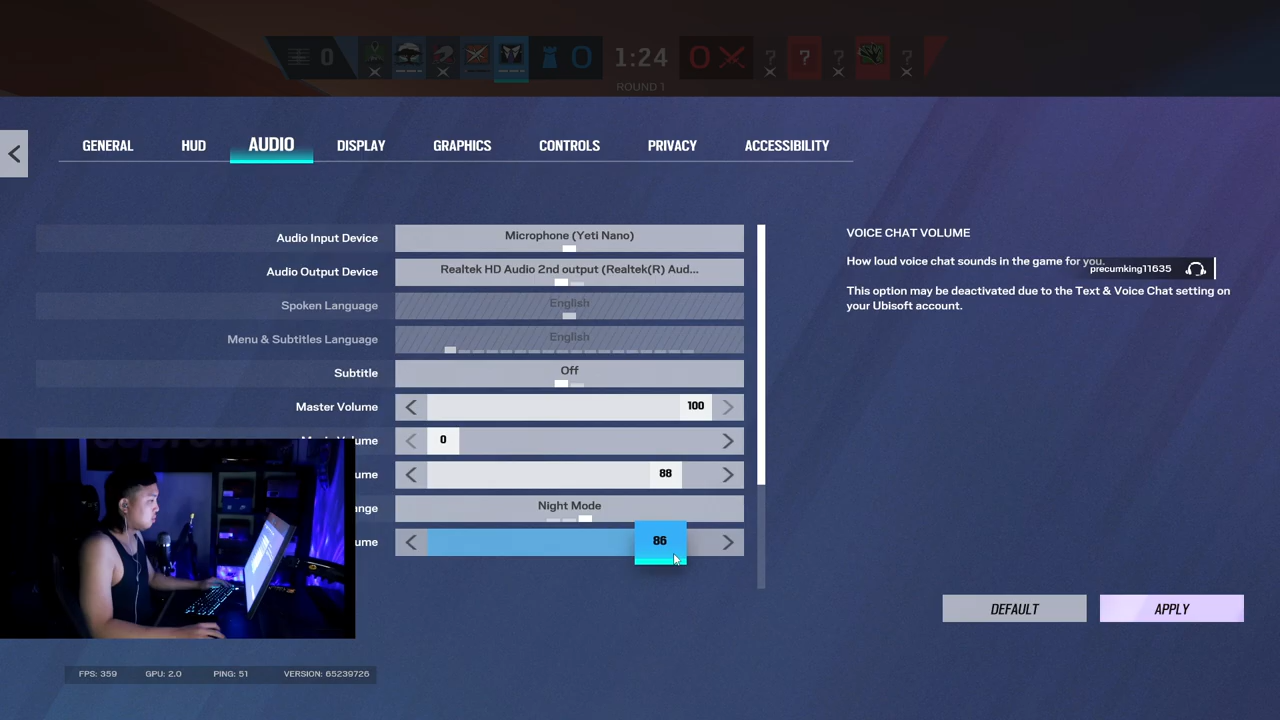 0
0
1:24
0
?
?
?
?
ROUND 1
GENERAL
HUD
AUDIO
DISPLAY
GRAPHICS
CONTROLS
PRIVACY
ACCESSIBILITY
Audio Input Device
Microphone (Yeti Nano)
Audio Output Device
Realtek HD Audio 2nd output (Realtek(R) Aud...
Spoken Language
English
Menu & Subtitles Language
English
Subtitle
Off
Master Volume
100
ume
0
ume
88
nge
Night Mode
ume
86
VOICE CHAT VOLUME
How loud voice chat sounds in the game for you.
precumking11635
This option may be deactivated due to the Text & Voice Chat setting on
your Ubisoft account.
DEFAULT
APPLY
FPS: 359
GPU: 2.0
PING: 51
VERSION: 65239726